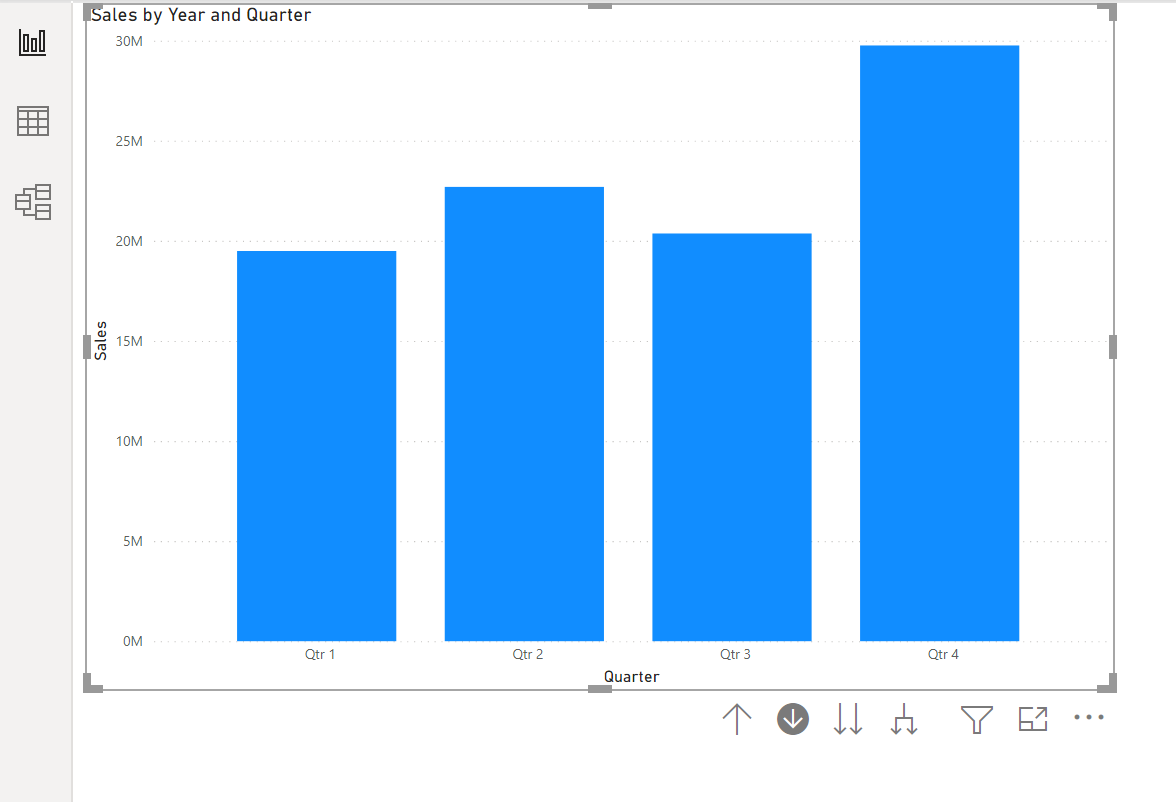 Sales by Year and Quarter
30M
25M
20M
15M
10M
5M
0M
Sales
Qtr 1 Qtr 2 Qtr 3 Qtr 4
Quarter